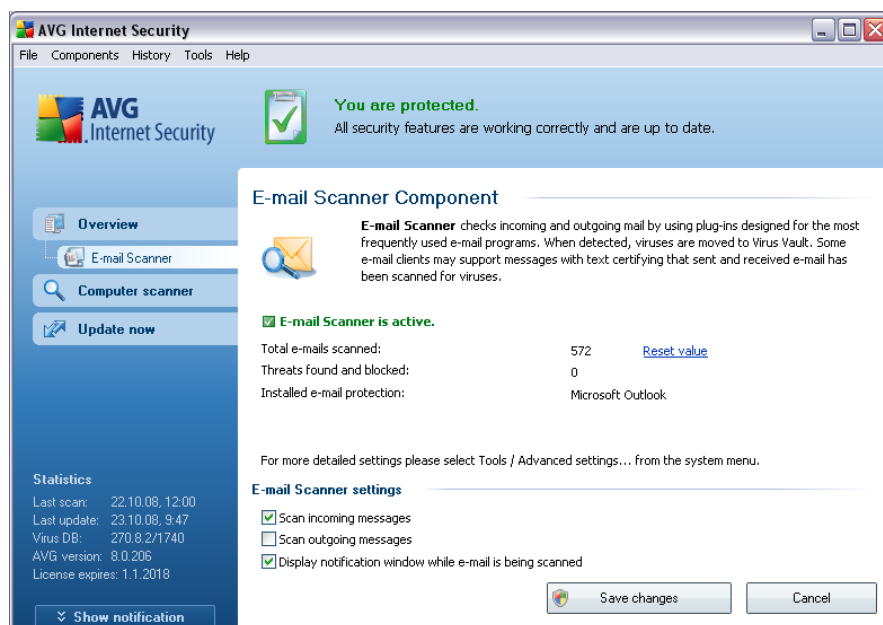 AVG Internet Security
File Components History Tools Help
AVG
Internet Security
You are protected.
All security features are working correctly and are up to date.
Overview
E-mail Scanner
Computer scanner
Update now
E-mail Scanner Component
E-mail Scanner checks incoming and outgoing mail by using plug-ins designed for the most
frequently used e-mail programs. When detected, viruses are moved to Virus Vault. Some
e-mail clients may support messages with text certifying that sent and received e-mail has
been scanned for viruses.
E-mail Scanner is active.
Total e-mails scanned: 572 Reset value
Threats found and blocked: 0
Installed e-mail protection: Microsoft Outlook
For more detailed settings please select Tools / Advanced settings... from the system menu.
E-mail Scanner settings
Scan incoming messages
Scan outgoing messages
Display notification window while e-mail is being scanned
Save changes
Cancel
Statistics
Last scan: 22.10.08, 12:00
Last update: 23.10.08, 9:47
Virus DB: 270.8.2/1740
AVG version: 8.0.206
License expires: 1.1.2018
Show notification